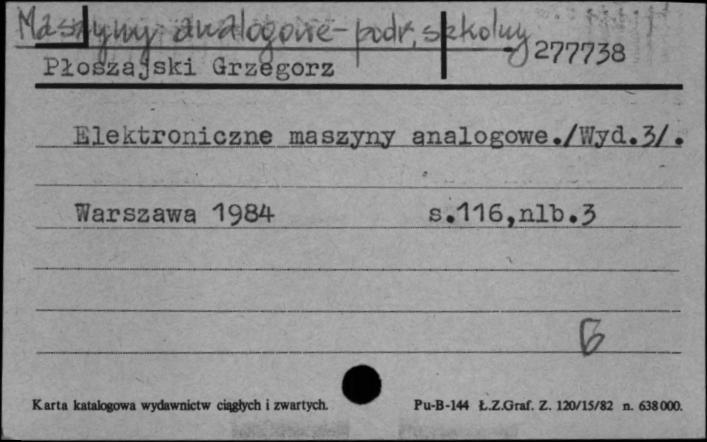 Maszyny analogowe - podr. szkolny
277738
Płoszajski Grzegorz
Elektroniczne maszyny analogowe./Wyd.3/.
Warszawa 1984 s.116,nlb.3
B
Karta katalogowa wydawnictw ciągłych i zwartych. Pu-B-144 Ł.Z.Graf. Z. 120/15/82 n. 638000.